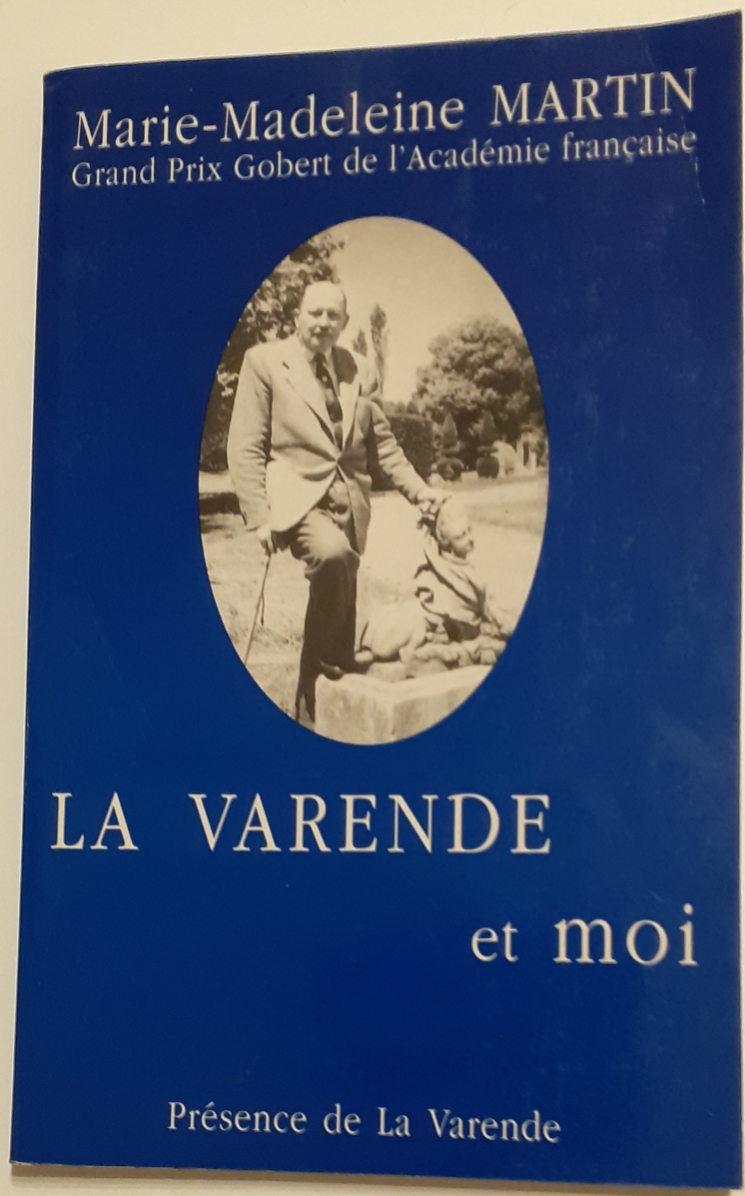 Marie-Madeleine MARTIN
Grand Prix Gobert de l'Académie française
LA VARENDE
et moi
Présence de La Varende